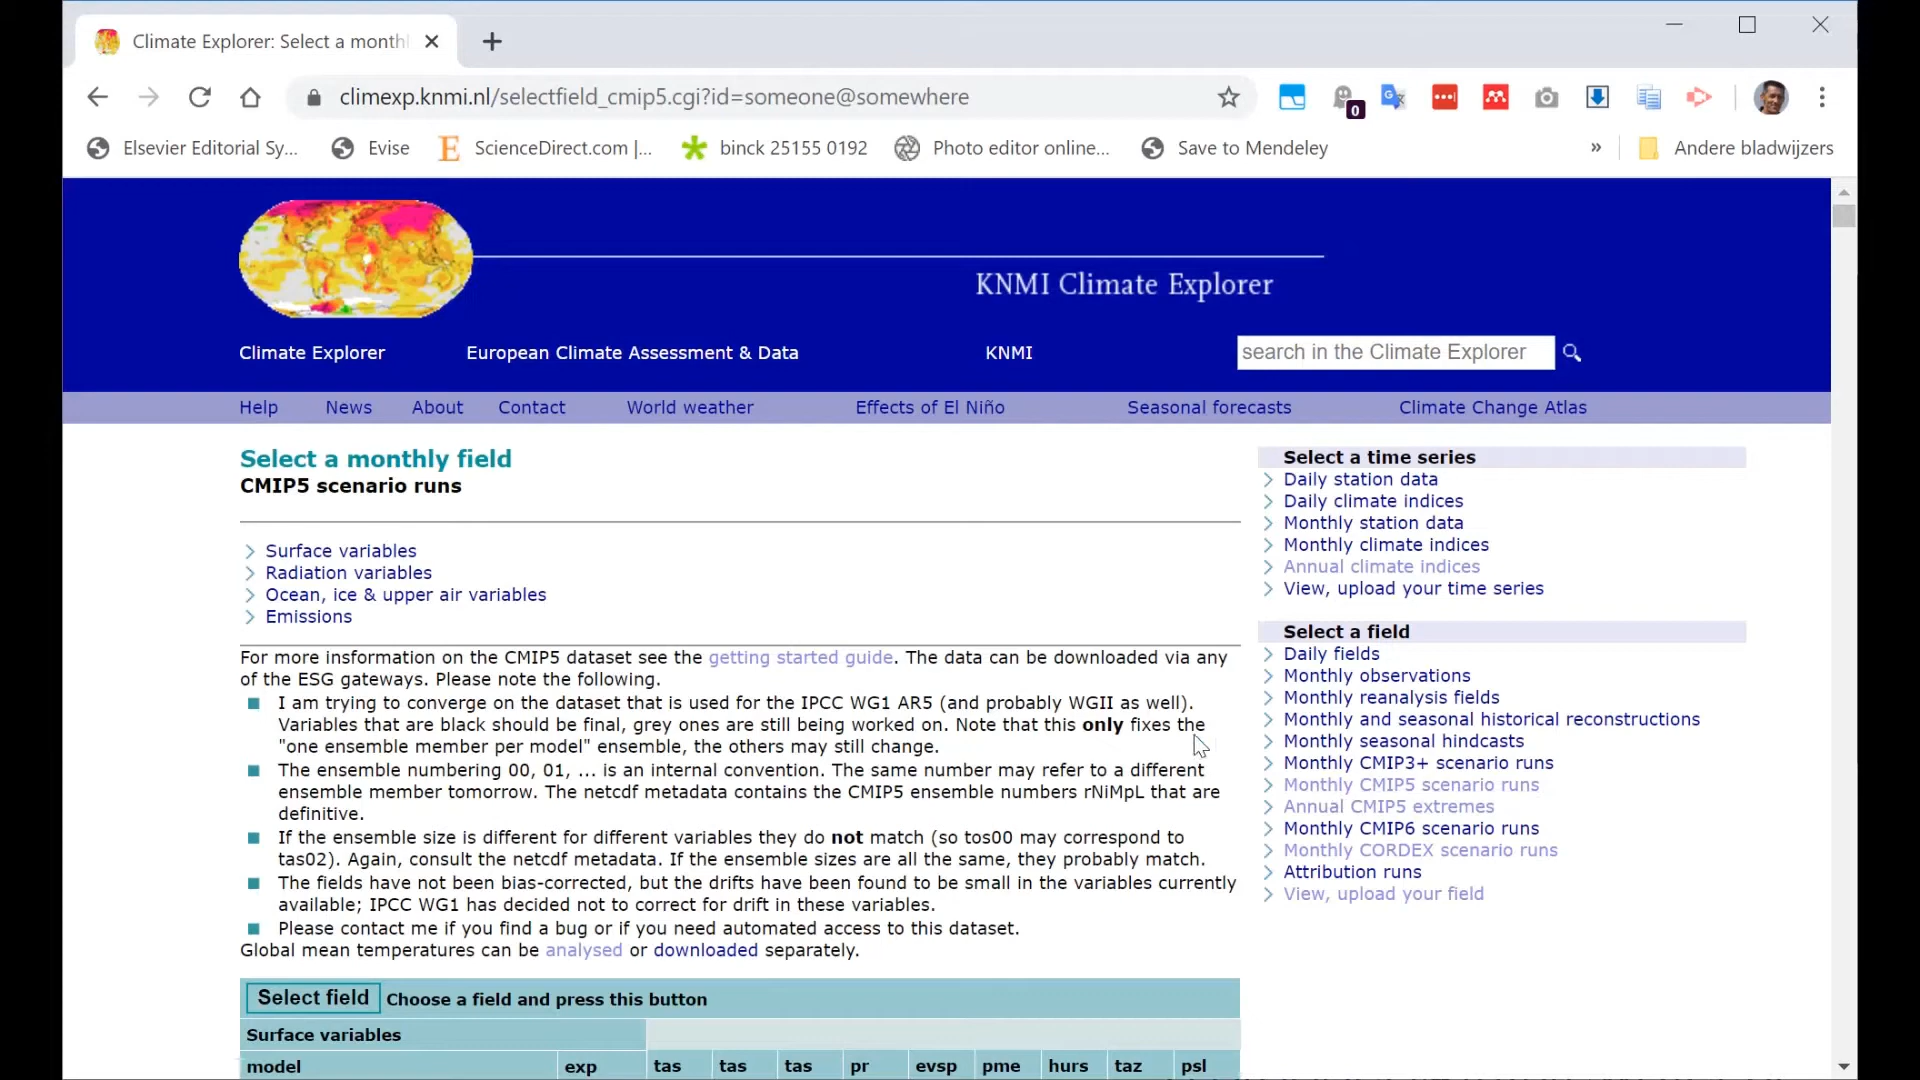 Climate Explorer: Select a month
climexp.knmi.nl/selectfield_cmip5.cgi?id=someone@somewhere
0
Elsevier Editorial Sy...
Evise
E
ScienceDirect.com |...
binck 25155 0192
Photo editor online...
Save to Mendeley
»
Andere bladwijzers
KNMI Climate Explorer
Climate Explorer
European Climate Assessment & Data
KNMI
search in the Climate Explorer
Help
News
About
Contact
World weather
Effects of El Niño
Seasonal forecasts
Climate Change Atlas
Select a monthly field
CMIP5 scenario runs
Surface variables
Radiation variables
Ocean, ice & upper air variables
Emissions
For more insformation on the CMIP5 dataset see the getting started guide. The data can be downloaded via any
of the ESG gateways. Please note the following.
I am trying to converge on the dataset that is used for the IPCC WG1 AR5 (and probably WGII as well).
Variables that are black should be final, grey ones are still being worked on. Note that this only fixes the
"one ensemble member per model" ensemble, the others may still change.
The ensemble numbering 00, 01, ... is an internal convention. The same number may refer to a different
ensemble member tomorrow. The netcdf metadata contains the CMIP5 ensemble numbers rNiMpL that are
definitive.
If the ensemble size is different for different variables they do not match (so tos00 may correspond to
tas02). Again, consult the netcdf metadata. If the ensemble sizes are all the same, they probably match.
The fields have not been bias-corrected, but the drifts have been found to be small in the variables currently
available; IPCC WG1 has decided not to correct for drift in these variables.
Please contact me if you find a bug or if you need automated access to this dataset.
Global mean temperatures can be analysed or downloaded separately.
Select field Choose a field and press this button
Surface variables
model exp tas tas tas pr evsp pme hurs taz psl
Select a time series
Daily station data
Daily climate indices
Monthly station data
Monthly climate indices
Annual climate indices
View, upload your time series
Select a field
Daily fields
Monthly observations
Monthly reanalysis fields
Monthly and seasonal historical reconstructions
Monthly seasonal hindcasts
Monthly CMIP3+ scenario runs
Monthly CMIP5 scenario runs
Annual CMIP5 extremes
Monthly CMIP6 scenario runs
Monthly CORDEX scenario runs
Attribution runs
View, upload your field